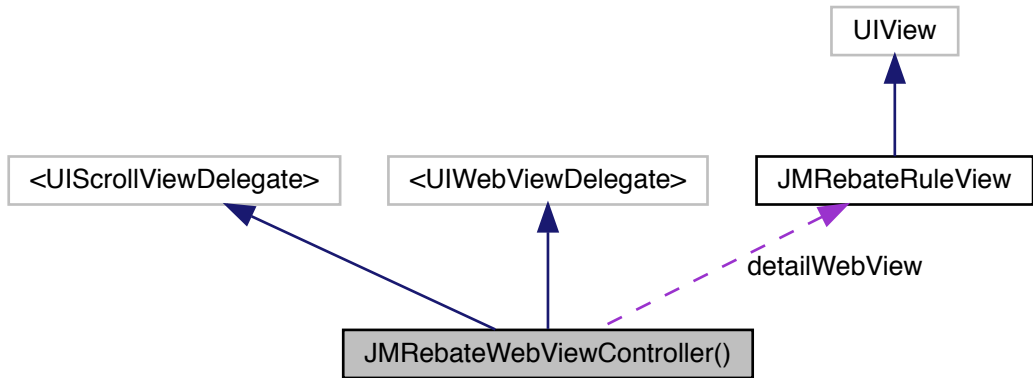 UIView
<UIScrollViewDelegate>
<UIWebViewDelegate>
JMRebateRuleView
detailWebView
JMRebateWebViewController()